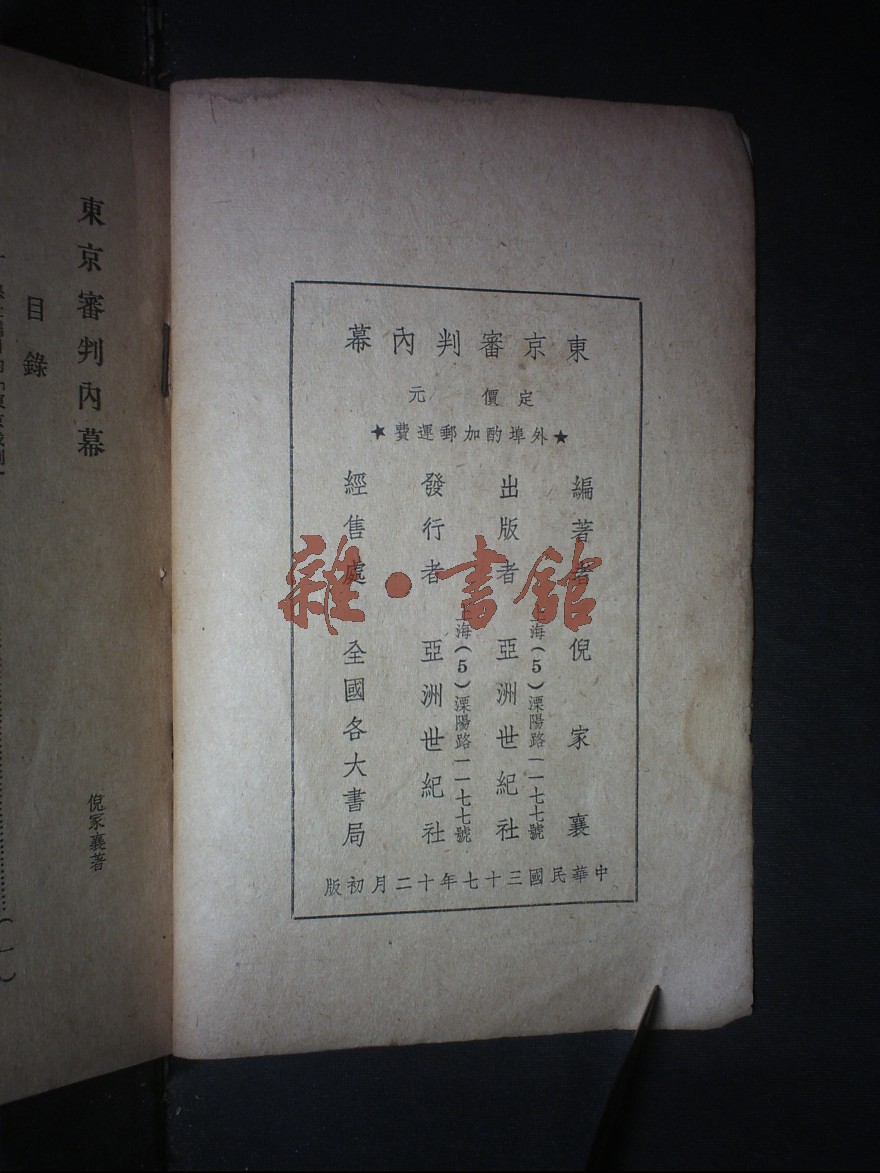 東京審判內幕
定價 元
★外埠酌加郵運費★
編著者 倪家襄
出版者 亞洲世紀社
上海(5)溧陽路一一七七號
發行者 亞洲世紀社
上海(5)溧陽路一一七七號
經售處 全國各大書局
中華民國三十七年十二月初版
雜·書館
東京審判內幕
目錄
倪家襄著
(一)